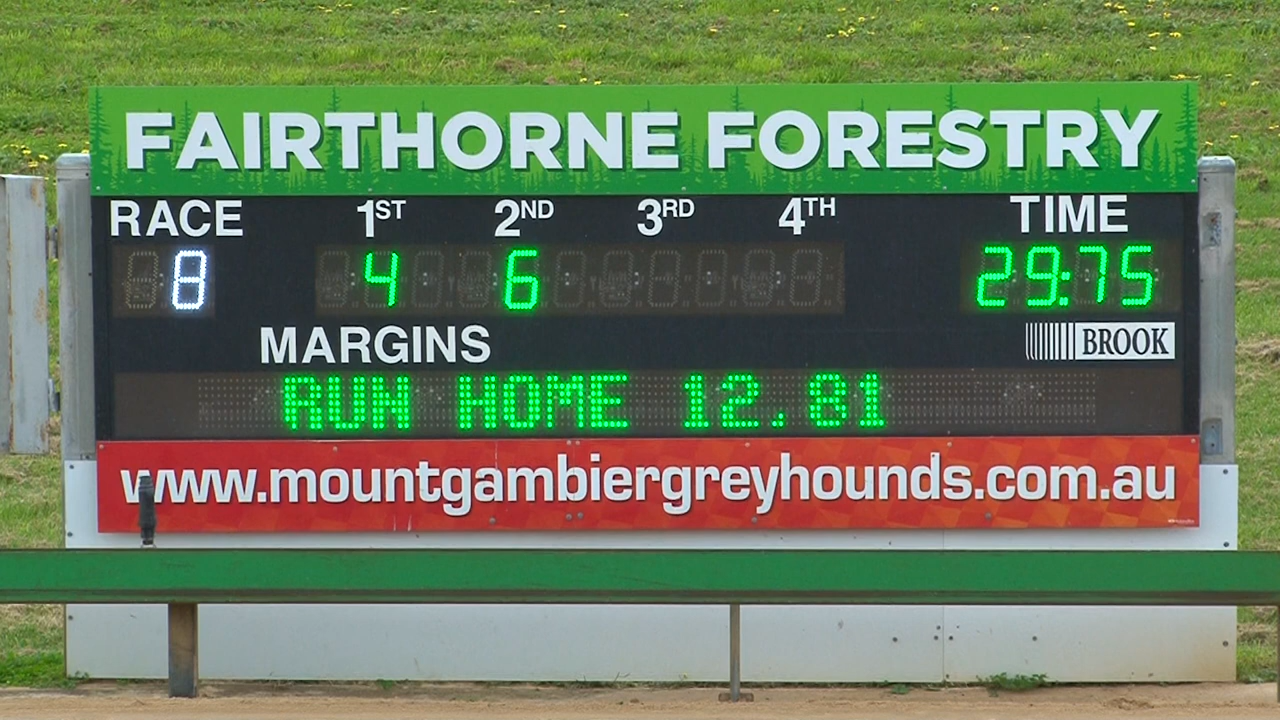 FAIRTHORNE FORESTRY
RACE 1ST 2ND 3RD 4TH TIME
8 4 6 29:75
MARGINS
BROOK
RUN HOME 12.81
www.mountgambiergreyhounds.com.au